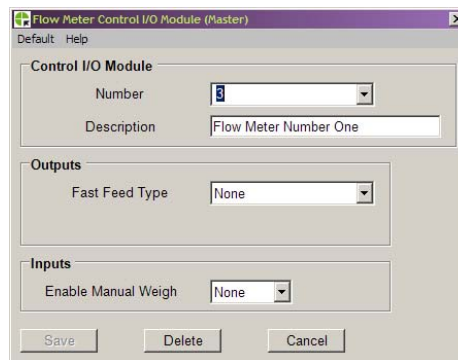 Flow Meter Control I/O Module (Master)
Default Help
Control I/O Module
Number 3
Description Flow Meter Number One
Outputs
Fast Feed Type None
Inputs
Enable Manual Weigh None
Save Delete Cancel